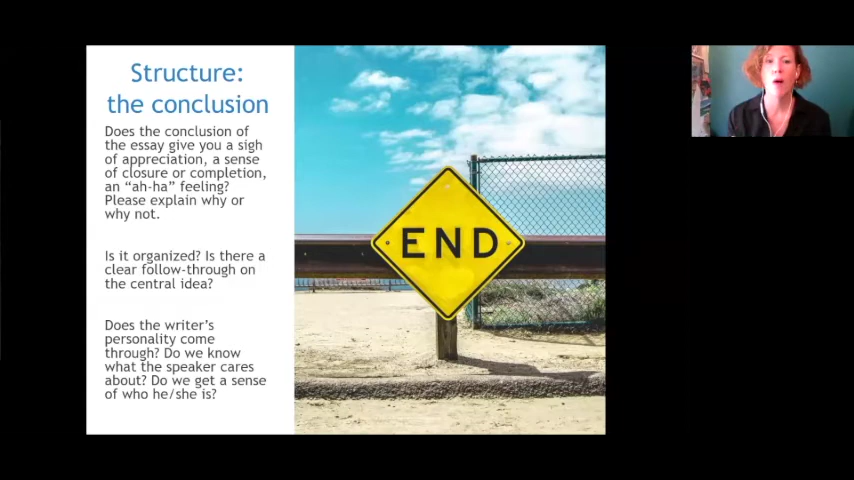 Structure:
the conclusion
Does the conclusion of
the essay give you a sigh
of appreciation, a sense
of closure or completion,
an “ah-ha” feeling?
Please explain why or
why not.
Is it organized? Is there a
clear follow-through on
the central idea?
Does the writer’s
personality come
through? Do we know
what the speaker cares
about? Do we get a sense
of who he/she is?
END